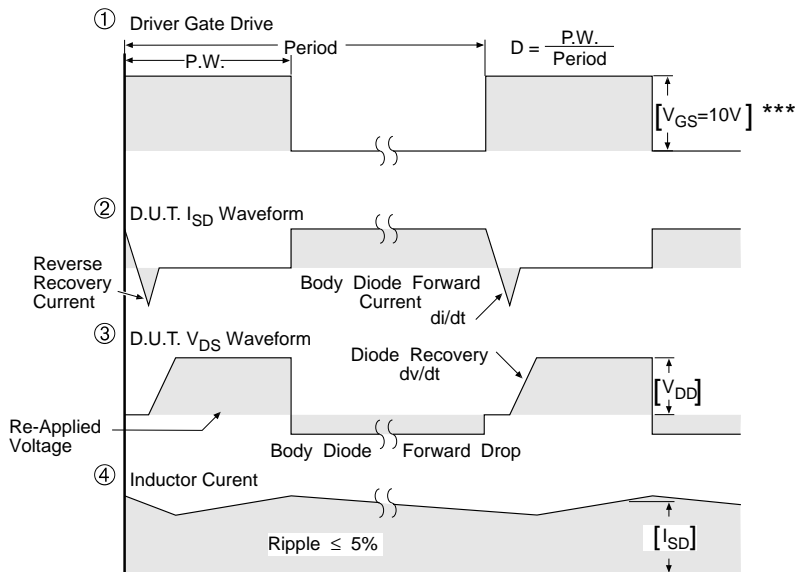 ① Driver Gate Drive
P.W.
Period
D = P.W. / Period
[VGS=10V] ***
② D.U.T. ISD Waveform
Reverse
Recovery
Current
Body Diode Forward
Current
di/dt
③ D.U.T. VDS Waveform
Diode Recovery
dv/dt
[VDD]
Re-Applied
Voltage
Body Diode Forward Drop
④ Inductor Curent
Ripple ≤ 5%
[ISD]